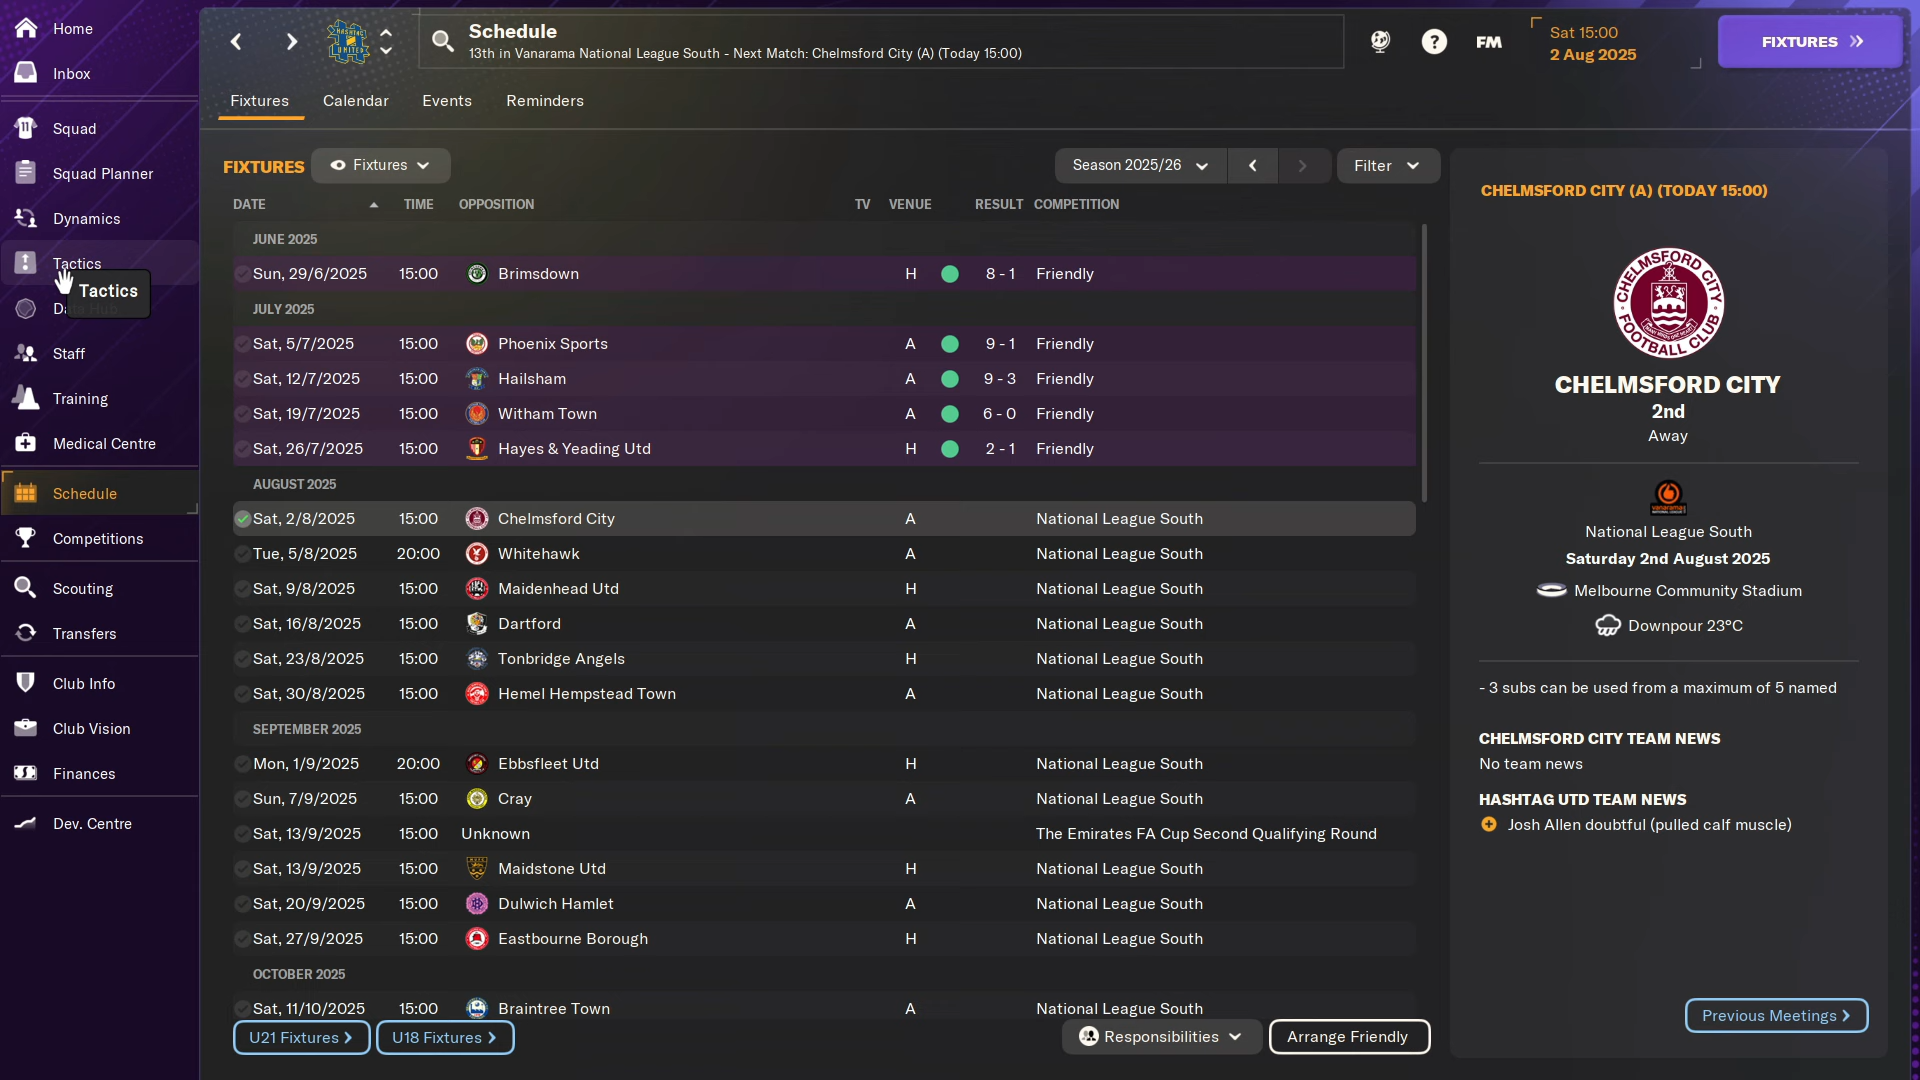 Home
Inbox
Squad
Squad Planner
Dynamics
Tactics
Tactics
Staff
Training
Medical Centre
Schedule
Competitions
Scouting
Transfers
Club Info
Club Vision
Finances
Dev. Centre
HASHTAG UNITED
Schedule
13th in Vanarama National League South - Next Match: Chelmsford City (A) (Today 15:00)
?
FM
Sat 15:00
2 Aug 2025
FIXTURES
Fixtures Calendar Events Reminders
FIXTURES Fixtures Season 2025/26 Filter
DATE TIME OPPOSITION TV VENUE RESULT COMPETITION
JUNE 2025
Sun, 29/6/2025 15:00 Brimsdown H 8 - 1 Friendly
JULY 2025
Sat, 5/7/2025 15:00 Phoenix Sports A 9 - 1 Friendly
Sat, 12/7/2025 15:00 Hailsham A 9 - 3 Friendly
Sat, 19/7/2025 15:00 Witham Town A 6 - 0 Friendly
Sat, 26/7/2025 15:00 Hayes & Yeading Utd H 2 - 1 Friendly
AUGUST 2025
Sat, 2/8/2025 15:00 Chelmsford City A National League South
Tue, 5/8/2025 20:00 Whitehawk A National League South
Sat, 9/8/2025 15:00 Maidenhead Utd H National League South
Sat, 16/8/2025 15:00 Dartford A National League South
Sat, 23/8/2025 15:00 Tonbridge Angels H National League South
Sat, 30/8/2025 15:00 Hemel Hempstead Town A National League South
SEPTEMBER 2025
Mon, 1/9/2025 20:00 Ebbsfleet Utd H National League South
Sun, 7/9/2025 15:00 Cray A National League South
Sat, 13/9/2025 15:00 Unknown The Emirates FA Cup Second Qualifying Round
Sat, 13/9/2025 15:00 Maidstone Utd H National League South
Sat, 20/9/2025 15:00 Dulwich Hamlet A National League South
Sat, 27/9/2025 15:00 Eastbourne Borough H National League South
OCTOBER 2025
Sat, 11/10/2025 15:00 Braintree Town A National League South
U21 Fixtures U18 Fixtures Responsibilities Arrange Friendly
CHELMSFORD CITY (A) (TODAY 15:00)
CHELMSFORD CITY
FOOTBALL CLUB
CHELMSFORD CITY
2nd
Away
vanarama
National League South
Saturday 2nd August 2025
Melbourne Community Stadium
Downpour 23°C
- 3 subs can be used from a maximum of 5 named
CHELMSFORD CITY TEAM NEWS
No team news
HASHTAG UTD TEAM NEWS
Josh Allen doubtful (pulled calf muscle)
Previous Meetings